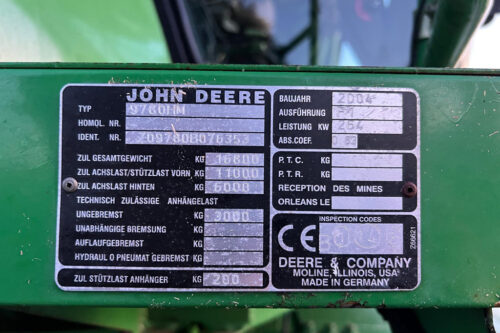 JOHN DEERE
TYP 9780HM
HOMOL. NR.
IDENT. NR. Z09780B076353
ZUL GESAMTGEWICHT KG 16800
ZUL ACHSLAST/STÜTZLAST VORN KG 11000
ZUL ACHSLAST HINTEN KG 6000
TECHNISCH ZULÄSSIGE ANHÄNGELAST
UNGEBREMST KG 3000
UNABHÄNGIGE BREMSUNG KG
AUFLAUFGEBREMST KG
HYDRAUL O PNEUMAT GEBREMST KG
ZUL STÜTZLAST ANHÄNGER KG 200
BAUJAHR 2004
AUSFÜHRUNG
LEISTUNG KW 254
ABS.COEF.
P. T. C. KG
P. T. R. KG
RECEPTION DES MINES
ORLEANS LE
INSPECTION CODES
CE
Z69621
DEERE & COMPANY
MOLINE, ILLINOIS, USA
MADE IN GERMANY